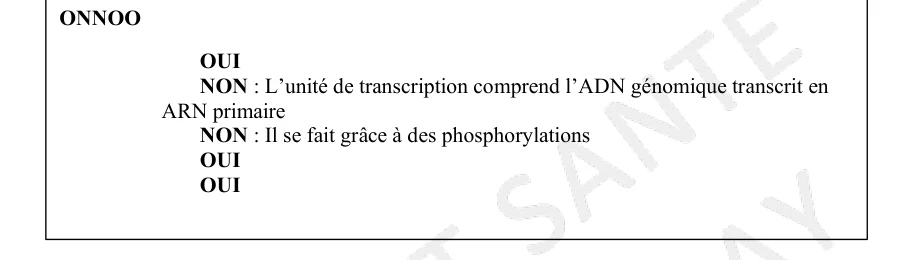 ONNOO
OUI
NON : L’unité de transcription comprend l’ADN génomique transcrit en
ARN primaire
NON : Il se fait grâce à des phosphorylations
OUI
OUI
SANTE